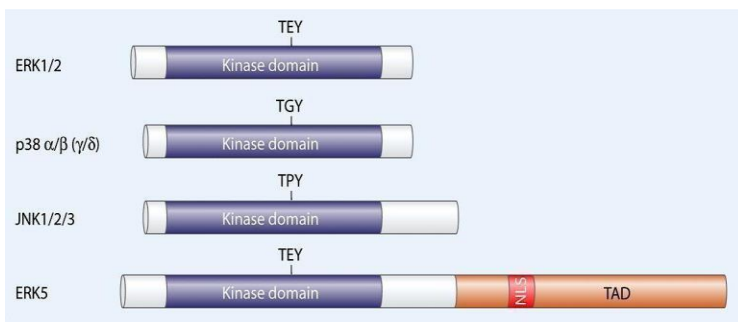 TEY
ERK1/2
Kinase domain
TGY
p38 α/β (γ/δ)
Kinase domain
TPY
JNK1/2/3
Kinase domain
TEY
ERK5
Kinase domain
NLS
TAD